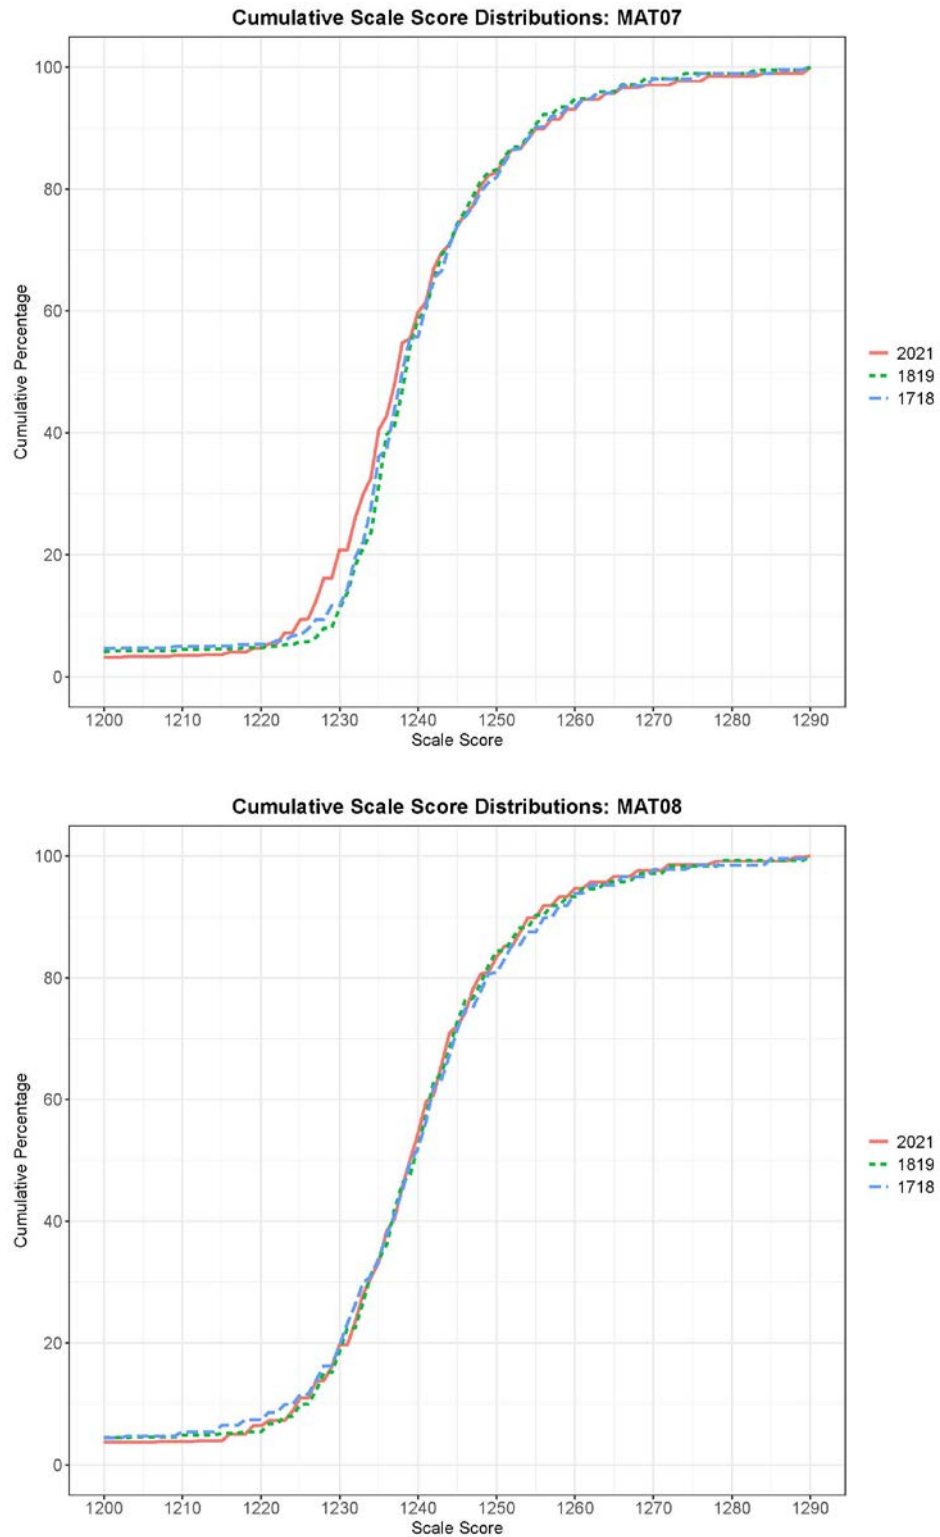 Cumulative Scale Score Distributions: MAT07
100
80
60
40
20
0
Cumulative Percentage
1200 1210 1220 1230 1240 1250 1260 1270 1280 1290
Scale Score
2021
1819
1718
Cumulative Scale Score Distributions: MAT08
100
80
60
40
20
0
Cumulative Percentage
1200 1210 1220 1230 1240 1250 1260 1270 1280 1290
Scale Score
2021
1819
1718